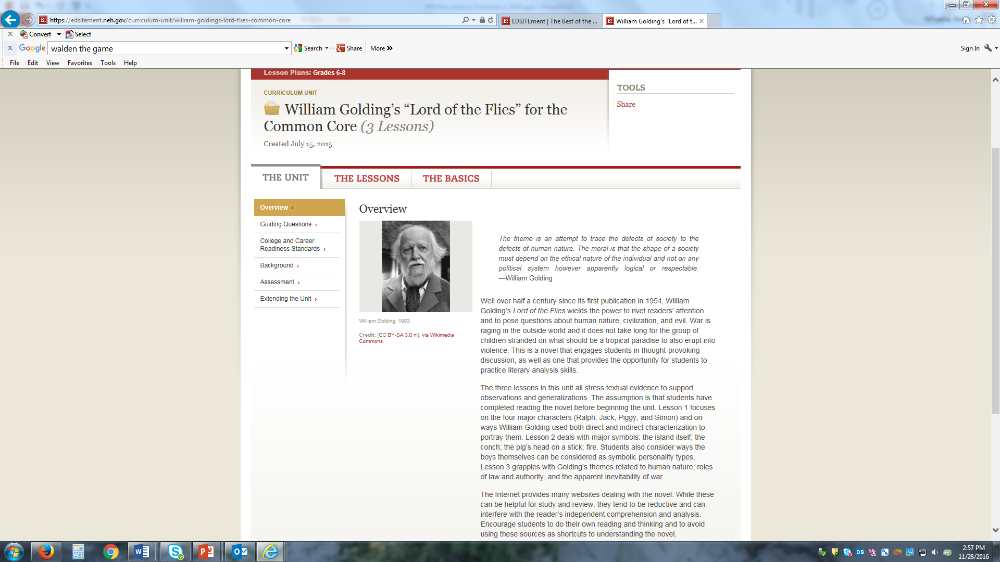 https://edsitement.neh.gov/curriculum-unit/william-goldings-lord-flies-common-core
EDSITEment | The Best of the ...
William Golding's “Lord of t...
Convert
Select
Google
walden the game
Search
Share
More
Sign In
File Edit View Favorites Tools Help
Lesson Plans: Grades 6-8
CURRICULUM UNIT
William Golding’s “Lord of the Flies” for the
Common Core (3 Lessons)
Created July 15, 2015
TOOLS
Share
THE UNIT
THE LESSONS
THE BASICS
Overview ›
Guiding Questions ›
College and Career
Readiness Standards ›
Background ›
Assessment ›
Extending the Unit ›
Overview
William Golding, 1983.
Credit: [CC BY-SA 3.0 nl], via Wikimedia
Commons
The theme is an attempt to trace the defects of society to the
defects of human nature. The moral is that the shape of a society
must depend on the ethical nature of the individual and not on any
political system however apparently logical or respectable.
—William Golding
Well over half a century since its first publication in 1954, William
Golding’s Lord of the Flies wields the power to rivet readers’ attention
and to pose questions about human nature, civilization, and evil. War is
raging in the outside world and it does not take long for the group of
children stranded on what should be a tropical paradise to also erupt into
violence. This is a novel that engages students in thought-provoking
discussion, as well as one that provides the opportunity for students to
practice literary analysis skills.
The three lessons in this unit all stress textual evidence to support
observations and generalizations. The assumption is that students have
completed reading the novel before beginning the unit. Lesson 1 focuses
on the four major characters (Ralph, Jack, Piggy, and Simon) and on
ways William Golding used both direct and indirect characterization to
portray them. Lesson 2 deals with major symbols: the island itself; the
conch; the pig’s head on a stick; fire. Students also consider ways the
boys themselves can be considered as symbolic personality types.
Lesson 3 grapples with Golding’s themes related to human nature, roles
of law and authority, and the apparent inevitability of war.
The Internet provides many websites dealing with the novel. While these
can be helpful for study and review, they tend to be reductive and can
interfere with the reader’s independent comprehension and analysis.
Encourage students to do their own reading and thinking and to avoid
using these sources as shortcuts to understanding the novel.
2:57 PM
11/28/2016